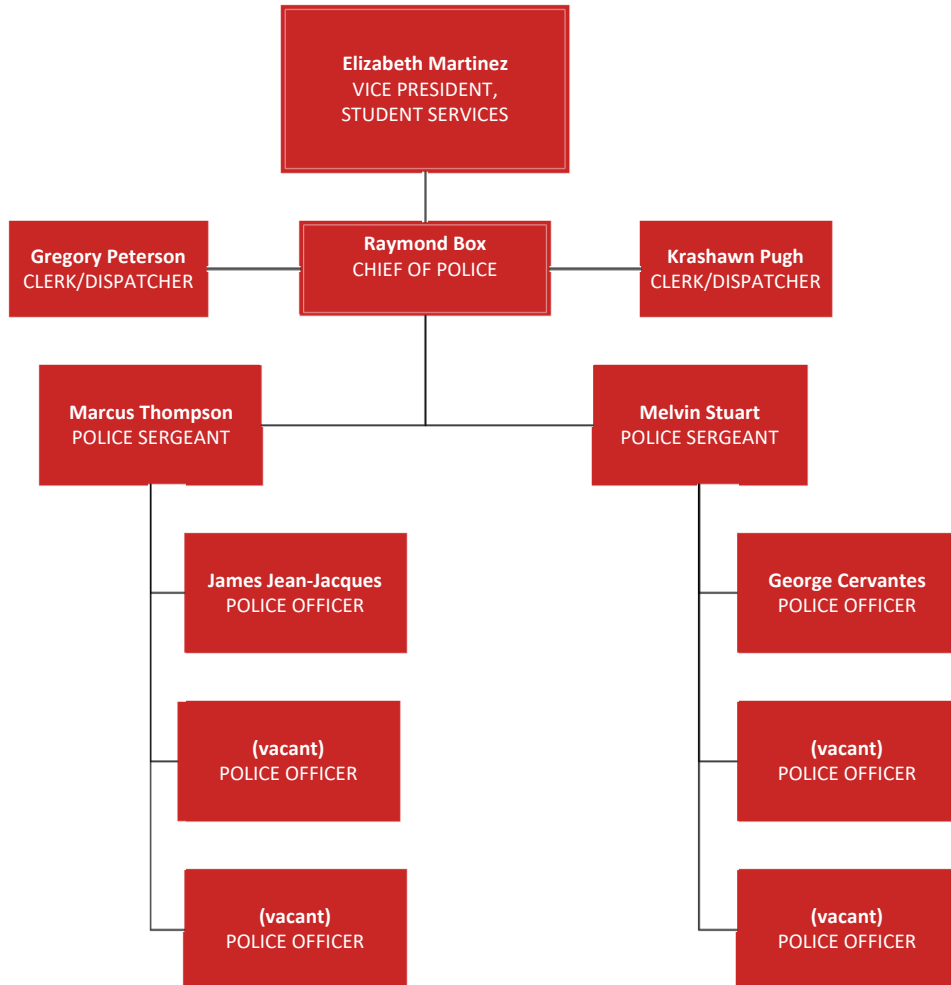 Elizabeth Martinez
VICE PRESIDENT,
STUDENT SERVICES
Gregory Peterson
CLERK/DISPATCHER
Raymond Box
CHIEF OF POLICE
Krashawn Pugh
CLERK/DISPATCHER
Marcus Thompson
POLICE SERGEANT
Melvin Stuart
POLICE SERGEANT
James Jean-Jacques
POLICE OFFICER
George Cervantes
POLICE OFFICER
(vacant)
POLICE OFFICER
(vacant)
POLICE OFFICER
(vacant)
POLICE OFFICER
(vacant)
POLICE OFFICER